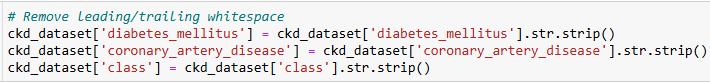 # Remove leading/trailing whitespace
ckd_dataset['diabetes_mellitus'] = ckd_dataset['diabetes_mellitus'].str.strip()
ckd_dataset['coronary_artery_disease'] = ckd_dataset['coronary_artery_disease'].str.strip()
ckd_dataset['class'] = ckd_dataset['class'].str.strip()